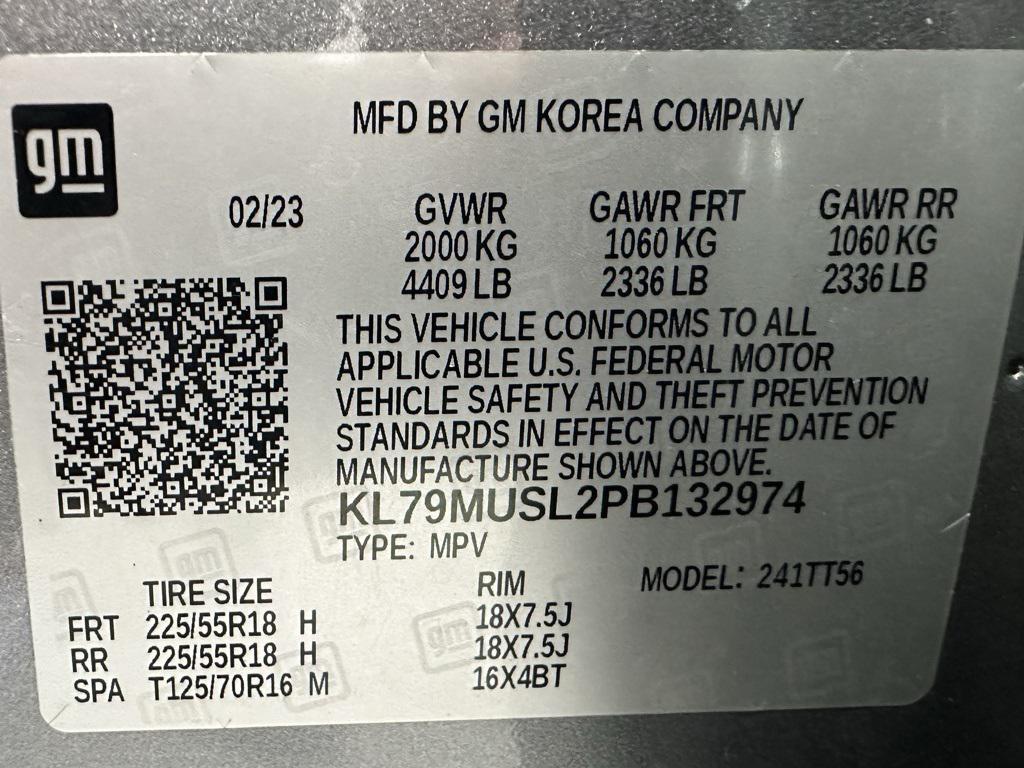 gm
MFD BY GM KOREA COMPANY
02/23 GVWR GAWR FRT GAWR RR
2000 KG 1060 KG 1060 KG
4409 LB 2336 LB 2336 LB
THIS VEHICLE CONFORMS TO ALL
APPLICABLE U.S. FEDERAL MOTOR
VEHICLE SAFETY AND THEFT PREVENTION
STANDARDS IN EFFECT ON THE DATE OF
MANUFACTURE SHOWN ABOVE.
KL79MUSL2PB132974
TYPE: MPV
MODEL: 241TT56
TIRE SIZE RIM
FRT 225/55R18 H 18X7.5J
RR 225/55R18 H 18X7.5J
SPA T125/70R16 M 16X4BT